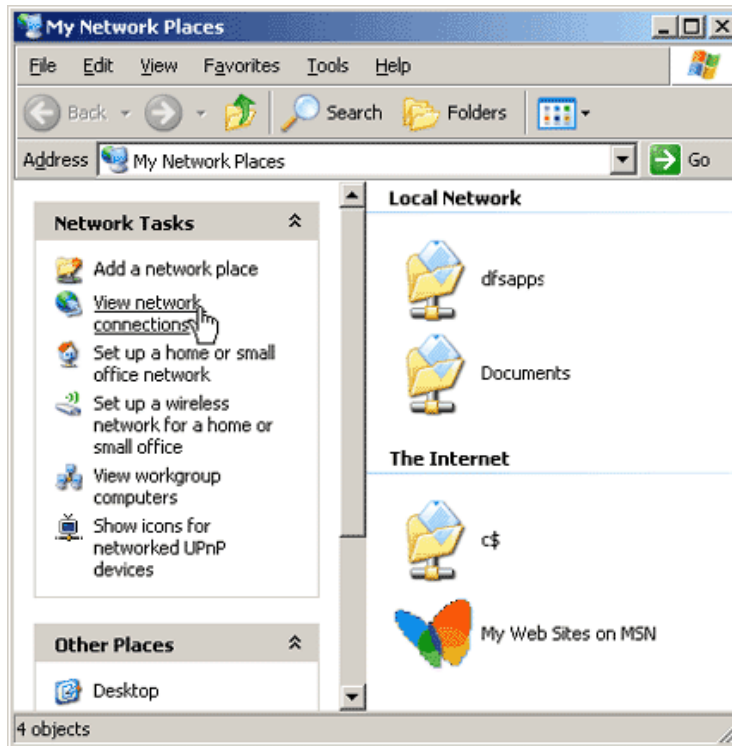 My Network Places
File Edit View Favorites Tools Help
Back Search Folders
Address My Network Places Go
Network Tasks
Add a network place
View network
connections
Set up a home or small
office network
Set up a wireless
network for a home or
small office
View workgroup
computers
Show icons for
networked UPnP
devices
Other Places
Desktop
Local Network
dfsapps
Documents
The Internet
c$
My Web Sites on MSN
4 objects